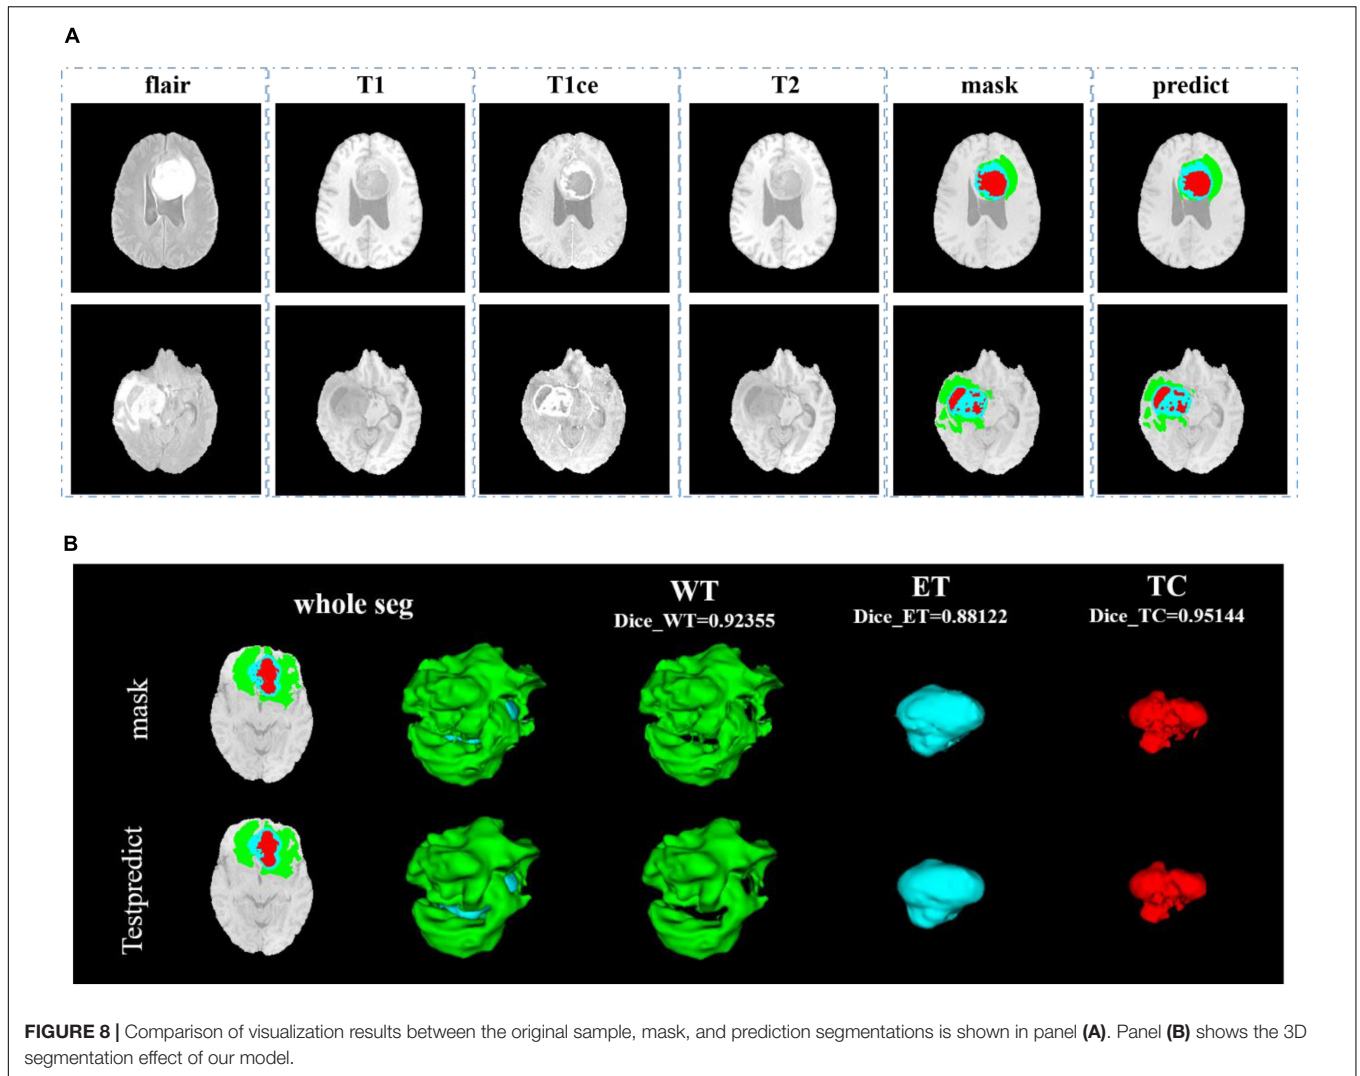 A
flair T1 T1ce T2 mask predict
B
whole seg WT ET TC
Dice_WT=0.92355 Dice_ET=0.88122 Dice_TC=0.95144
mask
Testpredict
FIGURE 8 | Comparison of visualization results between the original sample, mask, and prediction segmentations is shown in panel (A). Panel (B) shows the 3D
segmentation effect of our model.